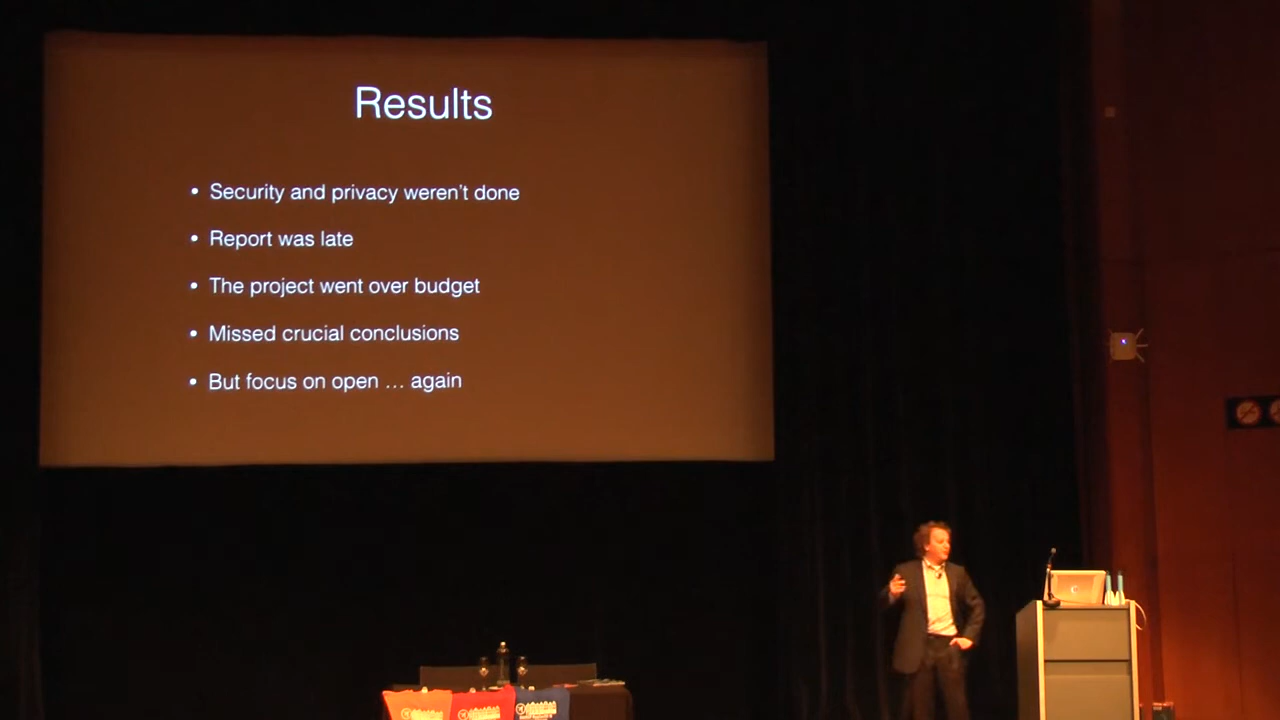 Results
• Security and privacy weren't done
• Report was late
• The project went over budget
• Missed crucial conclusions
• But focus on open … again